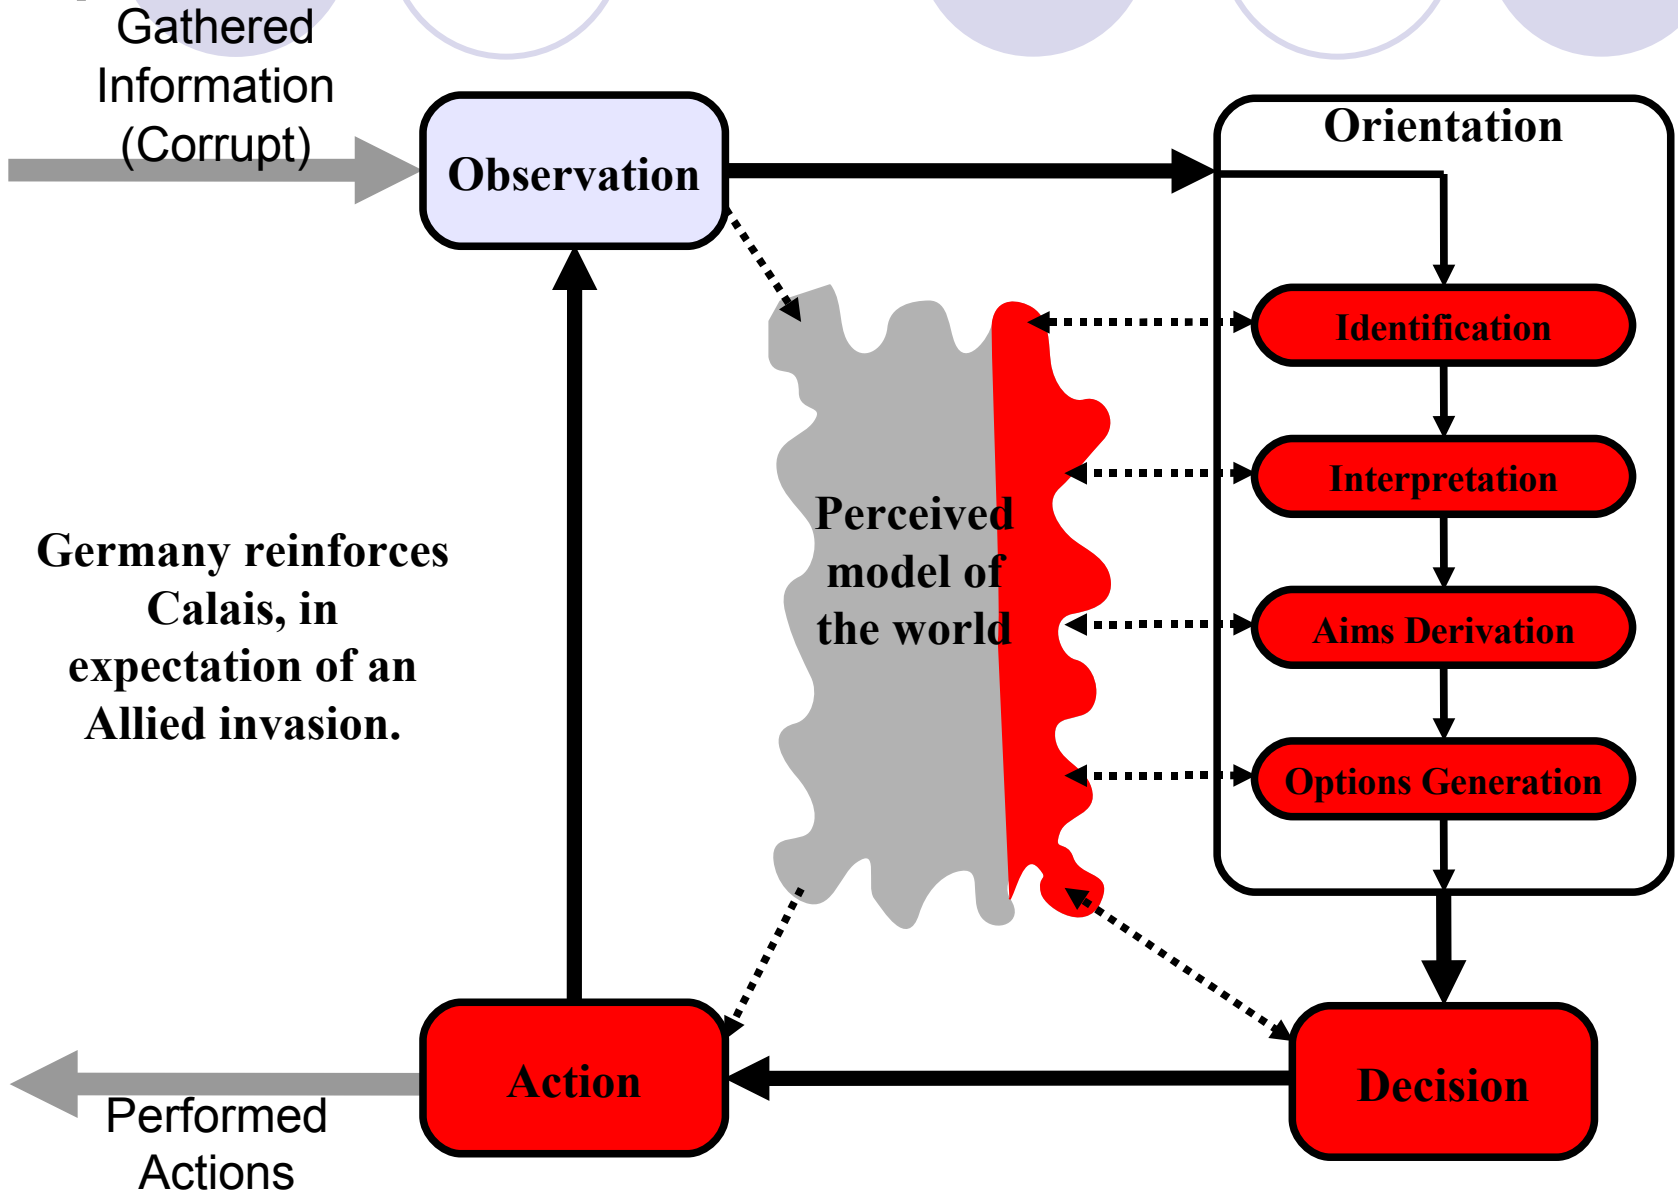 Gathered
Information
(Corrupt)
Observation
Orientation
Identification
Interpretation
Aims Derivation
Options Generation
Perceived
model of
the world
Germany reinforces
Calais, in
expectation of an
Allied invasion.
Action
Decision
Performed
Actions